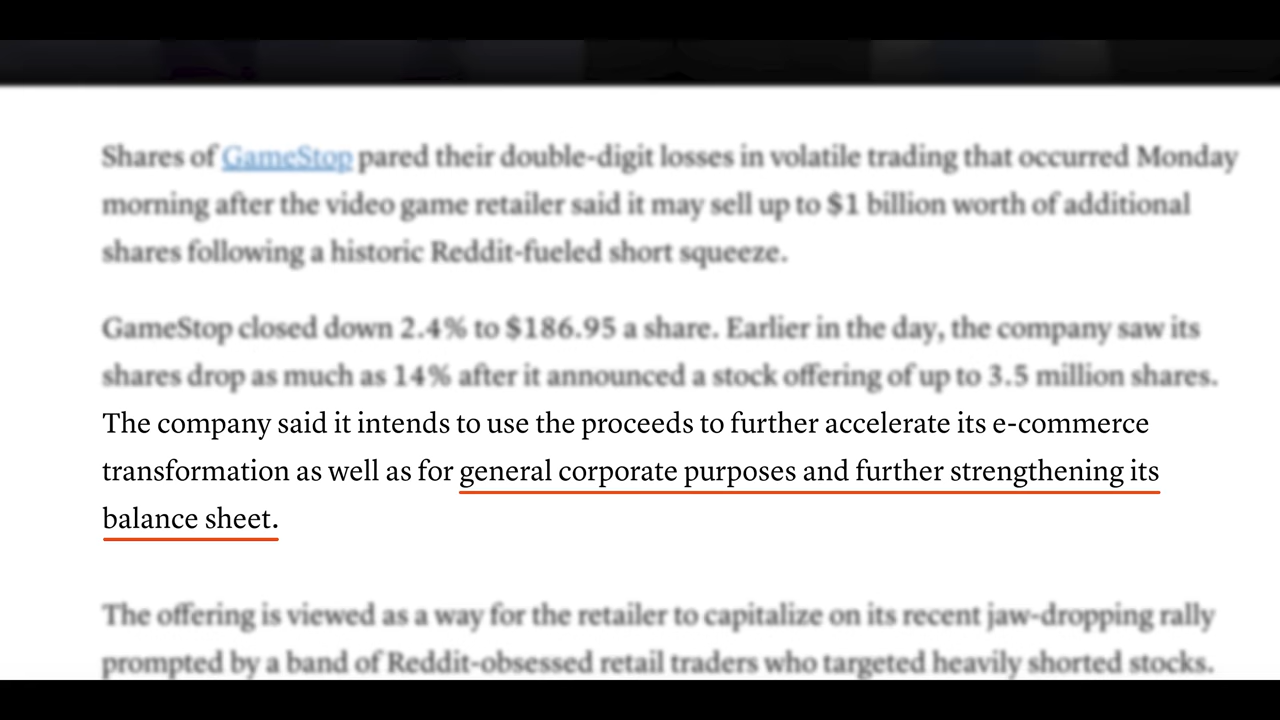 Shares of GameStop pared their double-digit losses in volatile trading that occurred Monday
morning after the video game retailer said it may sell up to $1 billion worth of additional
shares following a historic Reddit-fueled short squeeze.
GameStop closed down 2.4% to $186.95 a share. Earlier in the day, the company saw its
shares drop as much as 14% after it announced a stock offering of up to 3.5 million shares.
The company said it intends to use the proceeds to further accelerate its e-commerce
transformation as well as for general corporate purposes and further strengthening its
balance sheet.
The offering is viewed as a way for the retailer to capitalize on its recent jaw-dropping rally
prompted by a band of Reddit-obsessed retail traders who targeted heavily shorted stocks.